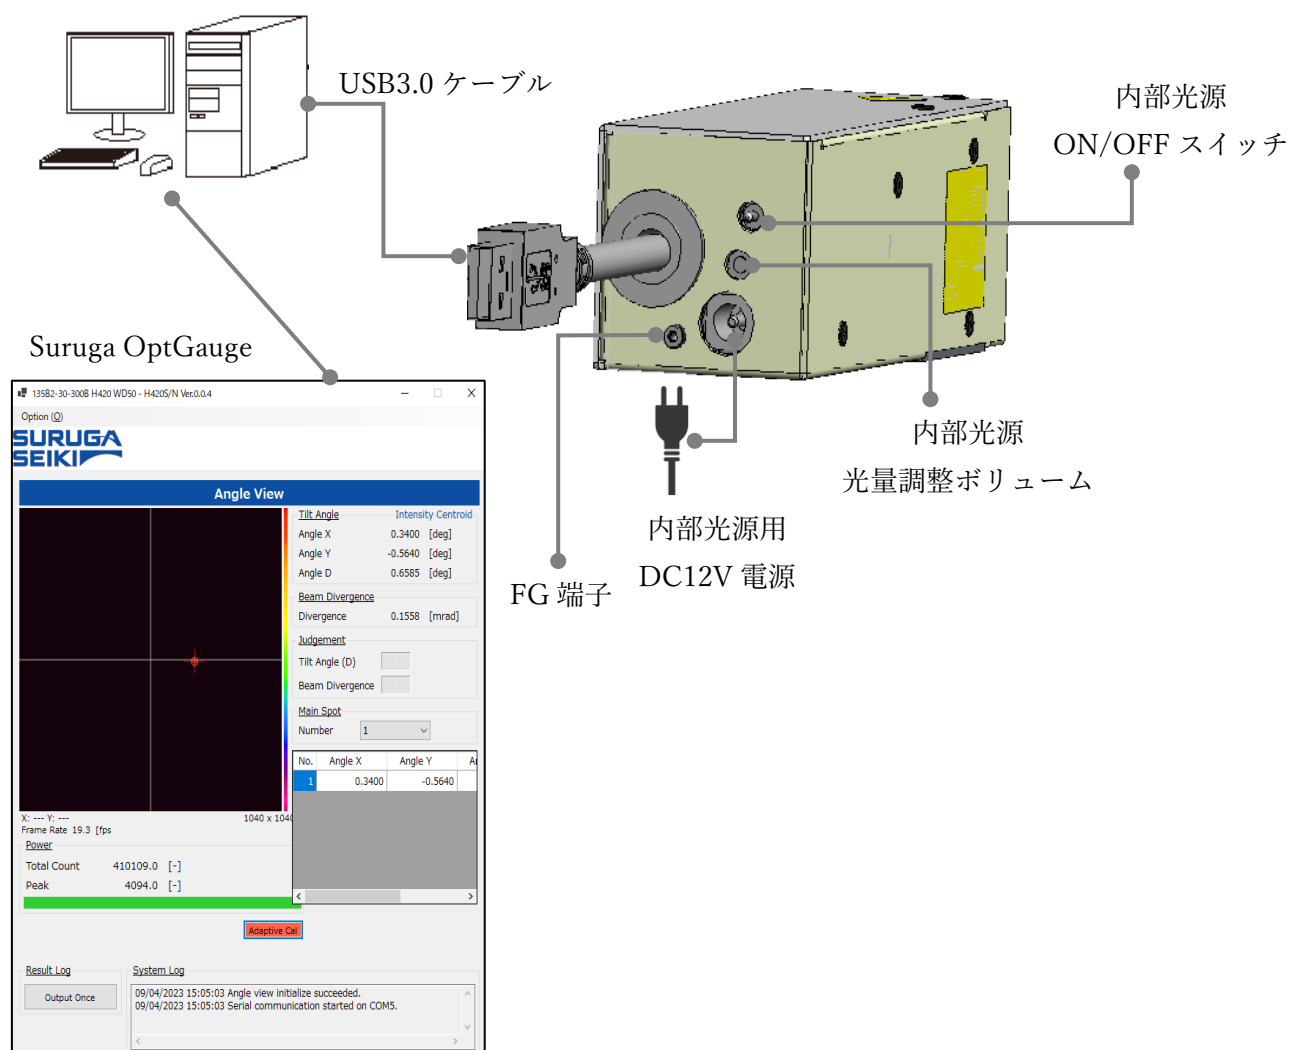 USB3.0 ケーブル
内部光源
ON/OFF スイッチ
Suruga OptGauge
内部光源
光量調整ボリューム
内部光源用
DC12V 電源
FG 端子
135B2-30-300B H420 WD50 - H420S/N Ver.0.0.4
Option (O)
SURUGA
SEIKI
Angle View
Tilt Angle Intensity Centroid
Angle X 0.3400 [deg]
Angle Y -0.5640 [deg]
Angle D 0.6585 [deg]
Beam Divergence
Divergence 0.1558 [mrad]
Judgement
Tilt Angle (D) -
Beam Divergence -
Main Spot
Number 1
No. Angle X Angle Y
1 0.3400 -0.5640
X: --- Y: --- 1040 x 104
Frame Rate 19.3 [fps
Power
Total Count 410109.0 [-]
Peak 4094.0 [-]
Adaptive Cal
Result Log
Output Once
System Log
09/04/2023 15:05:03 Angle view initialize succeeded.
09/04/2023 15:05:03 Serial communication started on COM5.